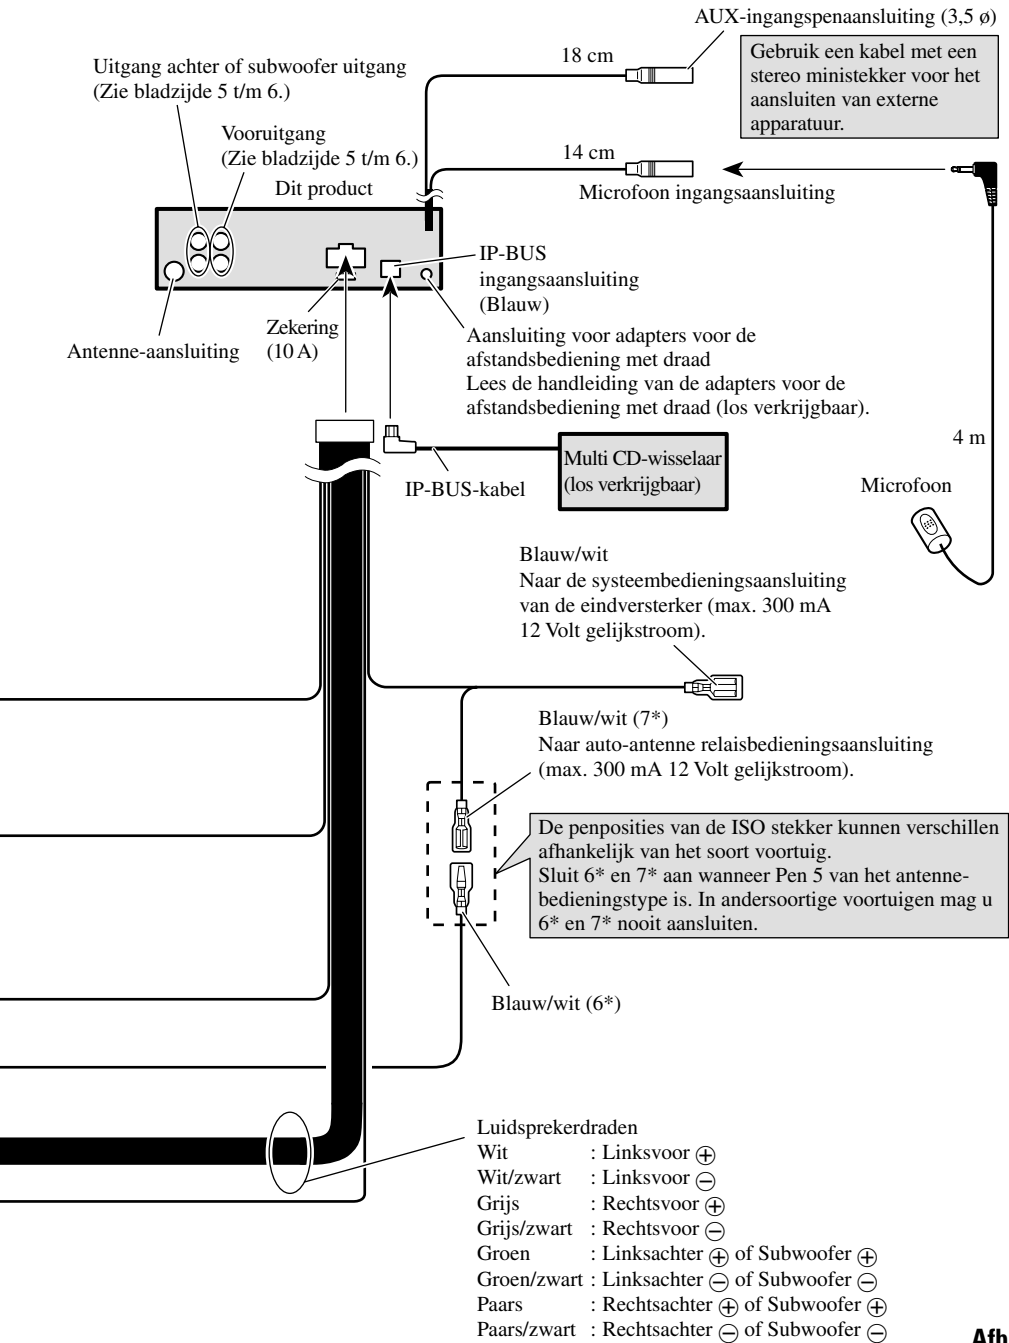 AUX-ingangspenaansluiting (3,5 ø)
18 cm
Gebruik een kabel met een
stereo ministekker voor het
aansluiten van externe
apparatuur.
Uitgang achter of subwoofer uitgang
(Zie bladzijde 5 t/m 6.)
Vooruitgang
(Zie bladzijde 5 t/m 6.)
14 cm
Dit product
Microfoon ingangsaansluiting
IP-BUS
ingangsaansluiting
(Blauw)
Zekering
(10 A)
Antenne-aansluiting
Aansluiting voor adapters voor de
afstandsbediening met draad
Lees de handleiding van de adapters voor de
afstandsbediening met draad (los verkrijgbaar).
4 m
Multi CD-wisselaar
(los verkrijgbaar)
IP-BUS-kabel
Microfoon
Blauw/wit
Naar de systeembedieningsaansluiting
van de eindversterker (max. 300 mA
12 Volt gelijkstroom).
Blauw/wit (7*)
Naar auto-antenne relaisbedieningsaansluiting
(max. 300 mA 12 Volt gelijkstroom).
De penposities van de ISO stekker kunnen verschillen
afhankelijk van het soort voortuig.
Sluit 6* en 7* aan wanneer Pen 5 van het antenne-
bedieningstype is. In andersoortige voortuigen mag u
6* en 7* nooit aansluiten.
Blauw/wit (6*)
Luidsprekerdraden
Wit : Linksvoor ⊕
Wit/zwart : Linksvoor ⊖
Grijs : Rechtsvoor ⊕
Grijs/zwart : Rechtsvoor ⊖
Groen : Linksachter ⊕ of Subwoofer ⊕
Groen/zwart : Linksachter ⊖ of Subwoofer ⊖
Paars : Rechtsachter ⊕ of Subwoofer ⊕
Paars/zwart : Rechtsachter ⊖ of Subwoofer ⊖
Afb